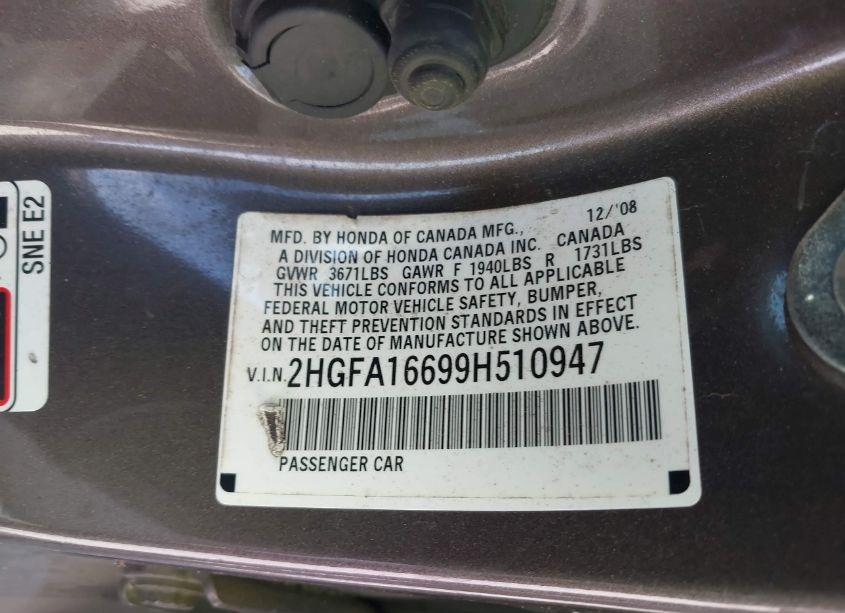 SNE E2
12/'08
MFD. BY HONDA OF CANADA MFG.,
A DIVISION OF HONDA CANADA INC. CANADA
GVWR 3671LBS GAWR F 1940LBS R 1731LBS
THIS VEHICLE CONFORMS TO ALL APPLICABLE
FEDERAL MOTOR VEHICLE SAFETY, BUMPER,
AND THEFT PREVENTION STANDARDS IN EFFECT
ON THE DATE OF MANUFACTURE SHOWN ABOVE.
V.I.N. 2HGFA16699H510947
PASSENGER CAR